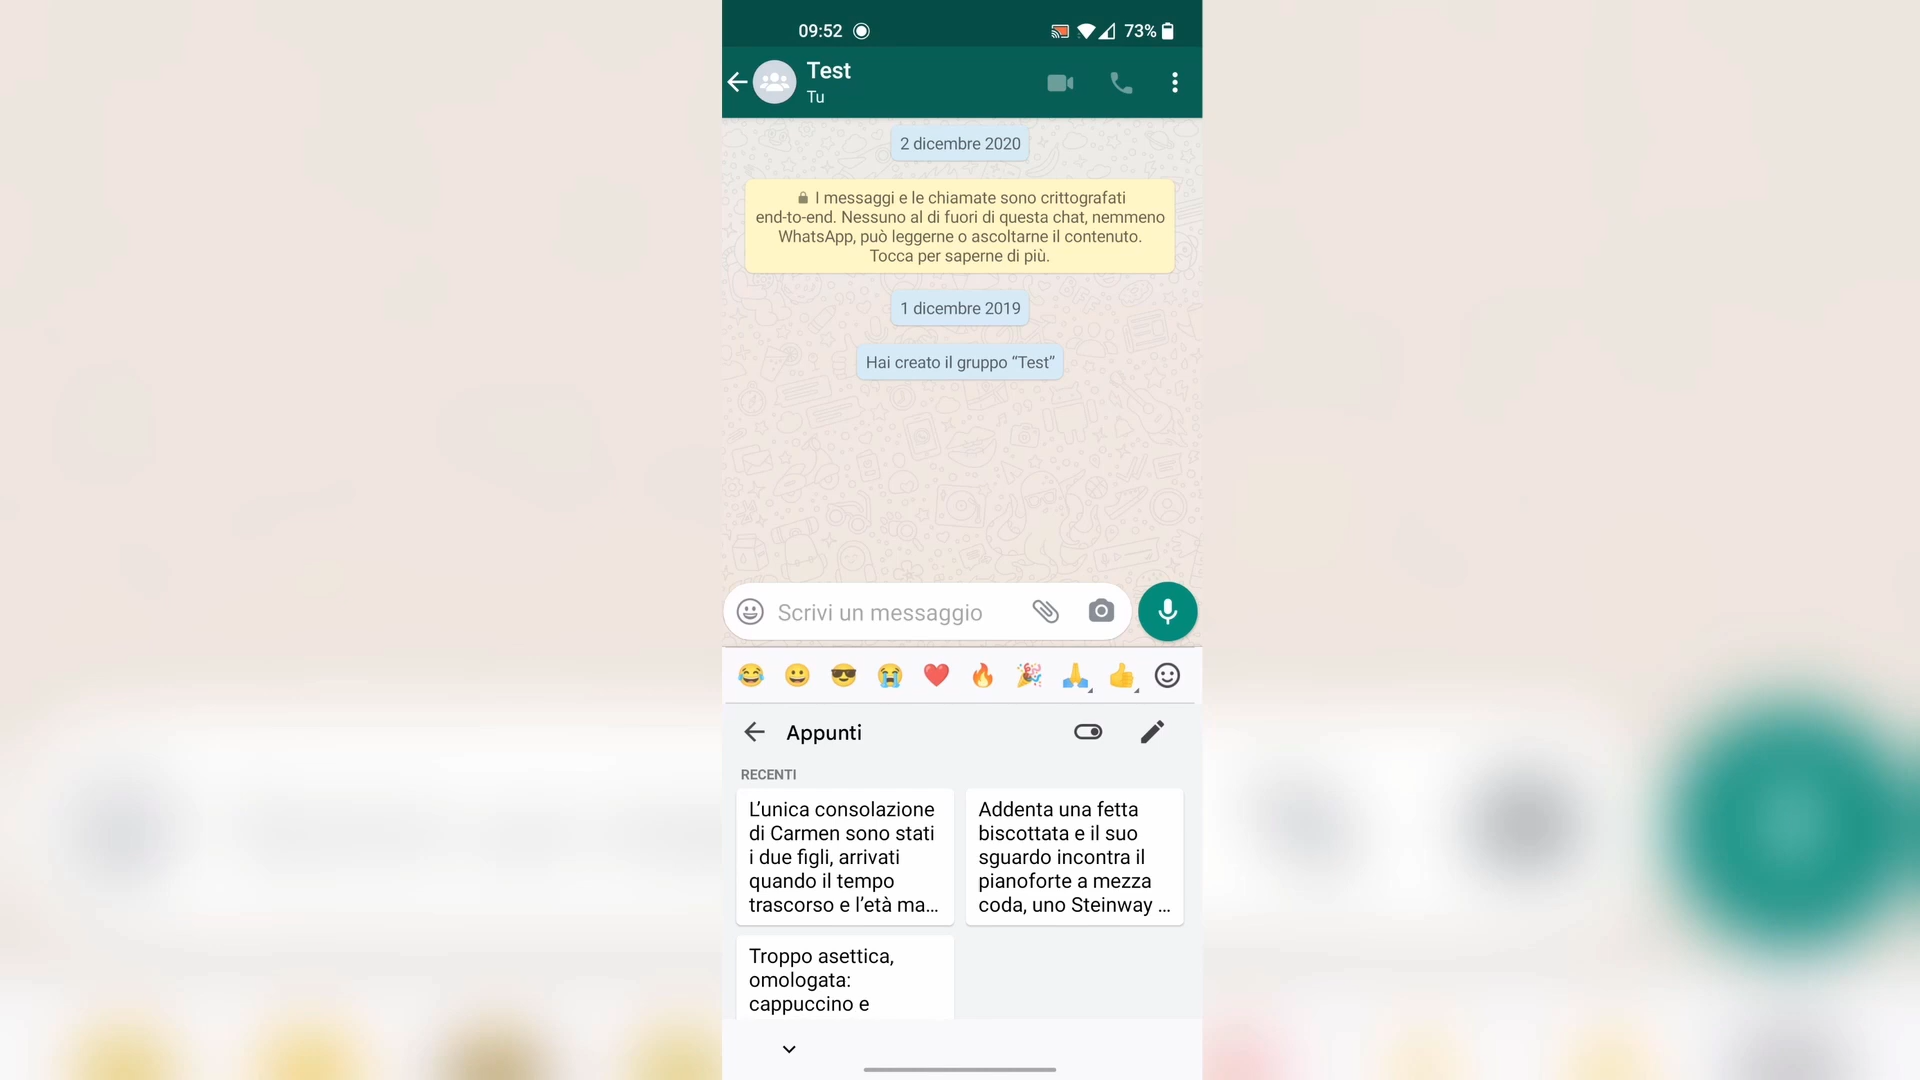 09:52
73%
Test
Tu
2 dicembre 2020
I messaggi e le chiamate sono crittografati
end-to-end. Nessuno al di fuori di questa chat, nemmeno
WhatsApp, può leggerne o ascoltarne il contenuto.
Tocca per saperne di più.
1 dicembre 2019
Hai creato il gruppo “Test”
Scrivi un messaggio
Appunti
RECENTI
L’unica consolazione
di Carmen sono stati
i due figli, arrivati
quando il tempo
trascorso e l’età ma…
Addenta una fetta
biscottata e il suo
sguardo incontra il
pianoforte a mezza
coda, uno Steinway …
Troppo asettica,
omologata:
cappuccino e